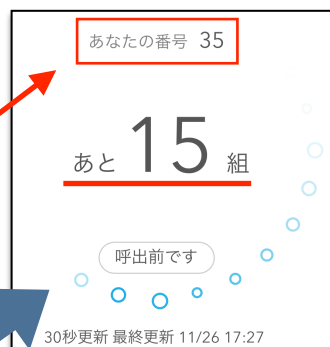 あなたの番号 35
あと 15 組
呼出前です
30秒更新 最終更新 11/26 17:27